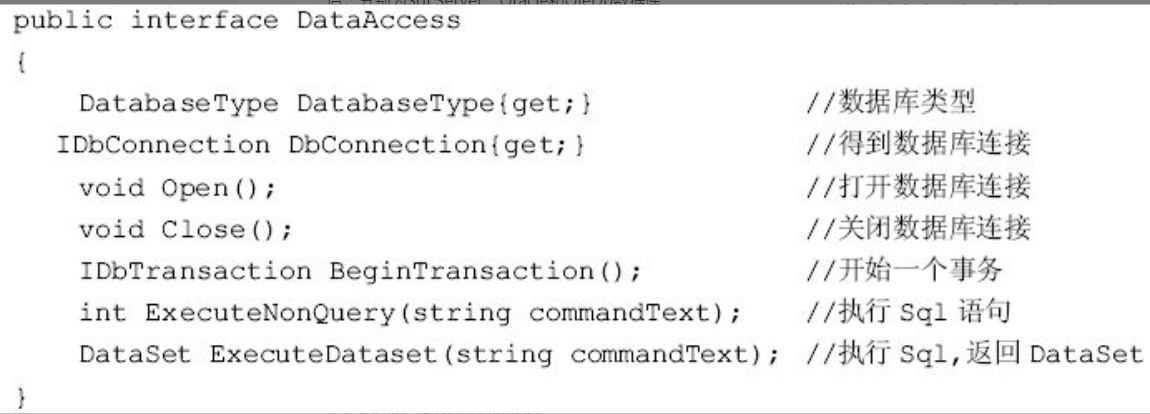 public interface DataAccess
{
DatabaseType DatabaseType{get;} //数据库类型
IDbConnection DbConnection{get;} //得到数据库连接
void Open(); //打开数据库连接
void Close(); //关闭数据库连接
IDbTransaction BeginTransaction(); //开始一个事务
int ExecuteNonQuery(string commandText); //执行 Sql 语句
DataSet ExecuteDataset(string commandText); //执行 Sql,返回 DataSet
}